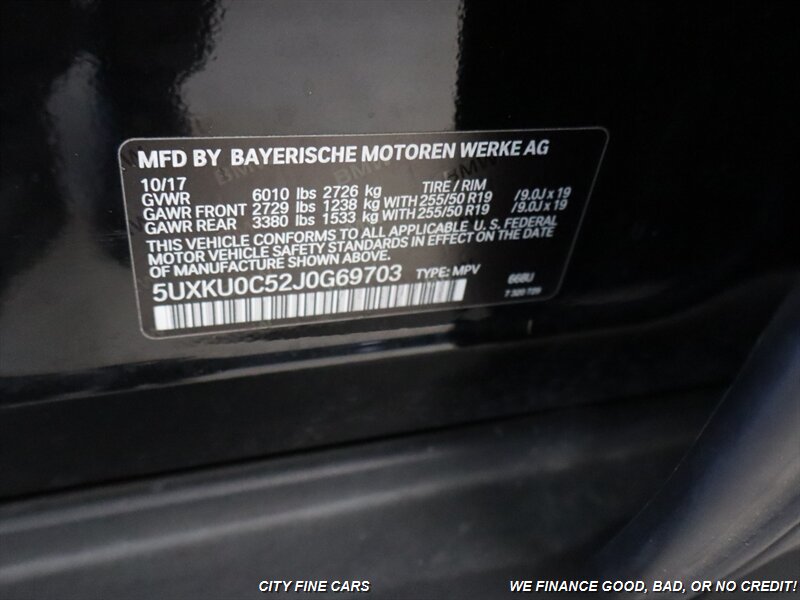 MFD BY BAYERISCHE MOTOREN WERKE AG
10/17 TIRE / RIM
GVWR 6010 lbs 2726 kg
GAWR FRONT 2729 lbs 1238 kg WITH 255/50 R19 /9.0J x 19
GAWR REAR 3380 lbs 1533 kg WITH 255/50 R19 /9.0J x 19
THIS VEHICLE CONFORMS TO ALL APPLICABLE U.S. FEDERAL
MOTOR VEHICLE SAFETY STANDARDS IN EFFECT ON THE DATE
OF MANUFACTURE SHOWN ABOVE
5UXKU0C52J0G69703 TYPE: MPV 668U
CITY FINE CARS WE FINANCE GOOD, BAD, OR NO CREDIT!